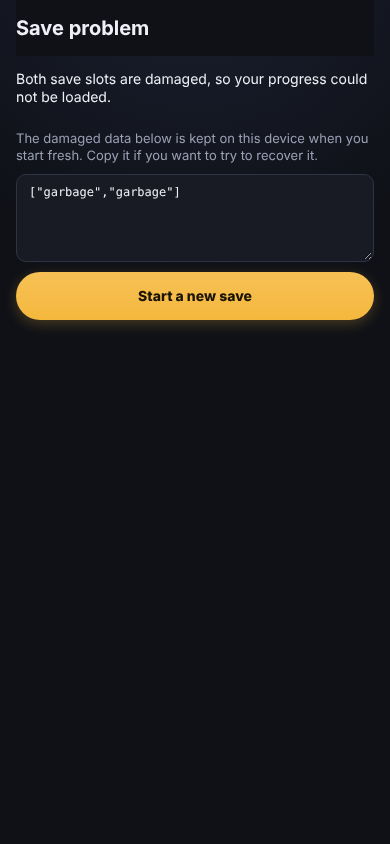 Save problem
Both save slots are damaged, so your progress could
not be loaded.
The damaged data below is kept on this device when you
start fresh. Copy it if you want to try to recover it.
["garbage","garbage"]
Start a new save